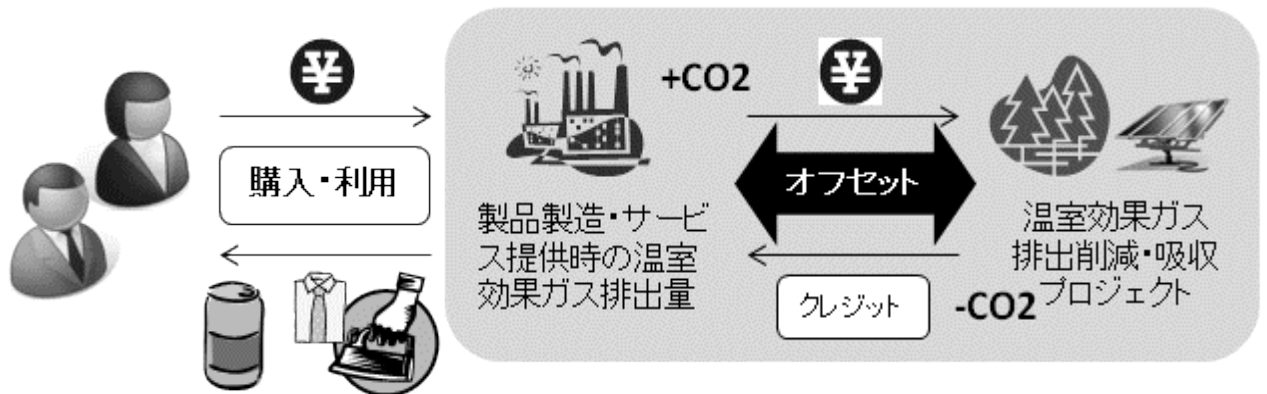 ¥
購入・利用
+CO2
¥
オフセット
製品製造・サービ
ス提供時の温室
効果ガス排出量
クレジット
-CO2
温室効果ガス
排出削減・吸収
プロジェクト